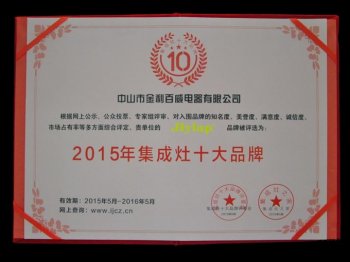 10
中山市金利百威电器有限公司
根据网上公示、公众投票、专家组评审,对入围品牌的知名度、美誉度、满意度、诚信度、
市场占有率等多方面综合评定,贵单位的 品牌被评选为:
2015年集成灶十大品牌
有效期:2015年5月-2016年5月
网上查询:www.ijcz.cn